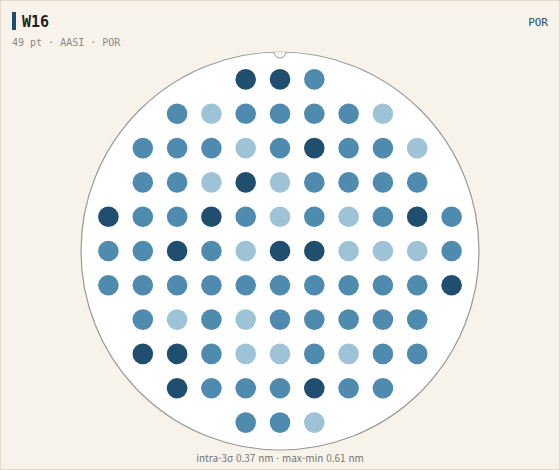 W16
POR
49 pt · AASI · POR
intra-3σ 0.37 nm · max-min 0.61 nm